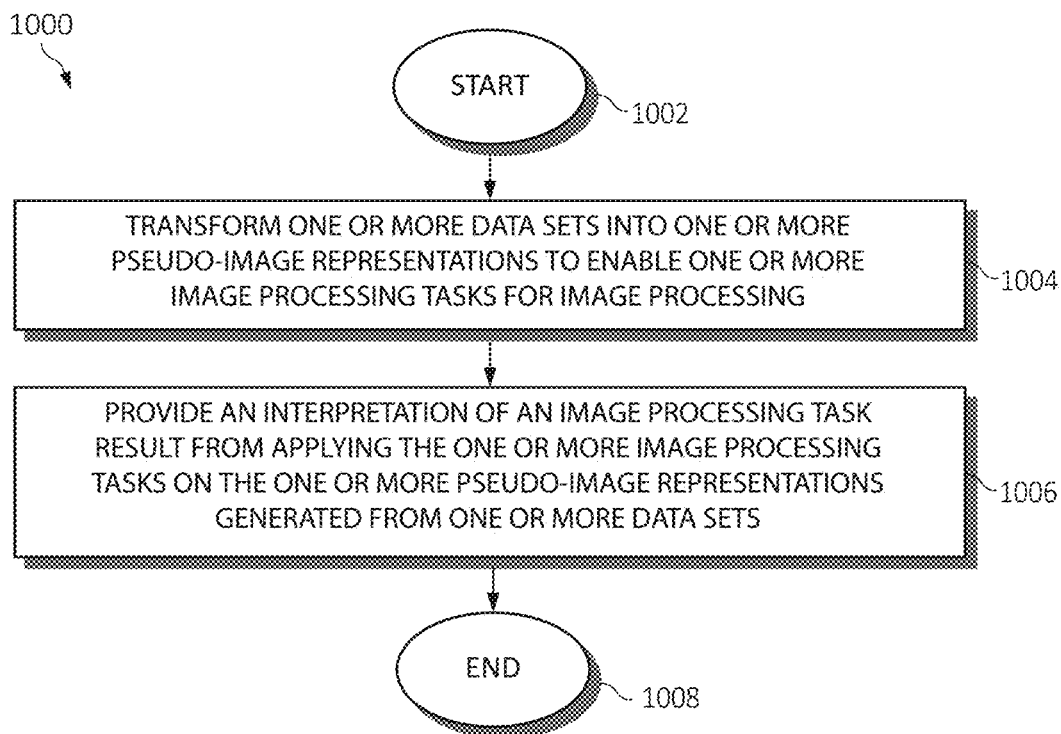 1000
START
1002
TRANSFORM ONE OR MORE DATA SETS INTO ONE OR MORE
PSEUDO-IMAGE REPRESENTATIONS TO ENABLE ONE OR MORE
IMAGE PROCESSING TASKS FOR IMAGE PROCESSING
1004
PROVIDE AN INTERPRETATION OF AN IMAGE PROCESSING TASK
RESULT FROM APPLYING THE ONE OR MORE IMAGE PROCESSING
TASKS ON THE ONE OR MORE PSEUDO-IMAGE REPRESENTATIONS
GENERATED FROM ONE OR MORE DATA SETS
1006
END
1008